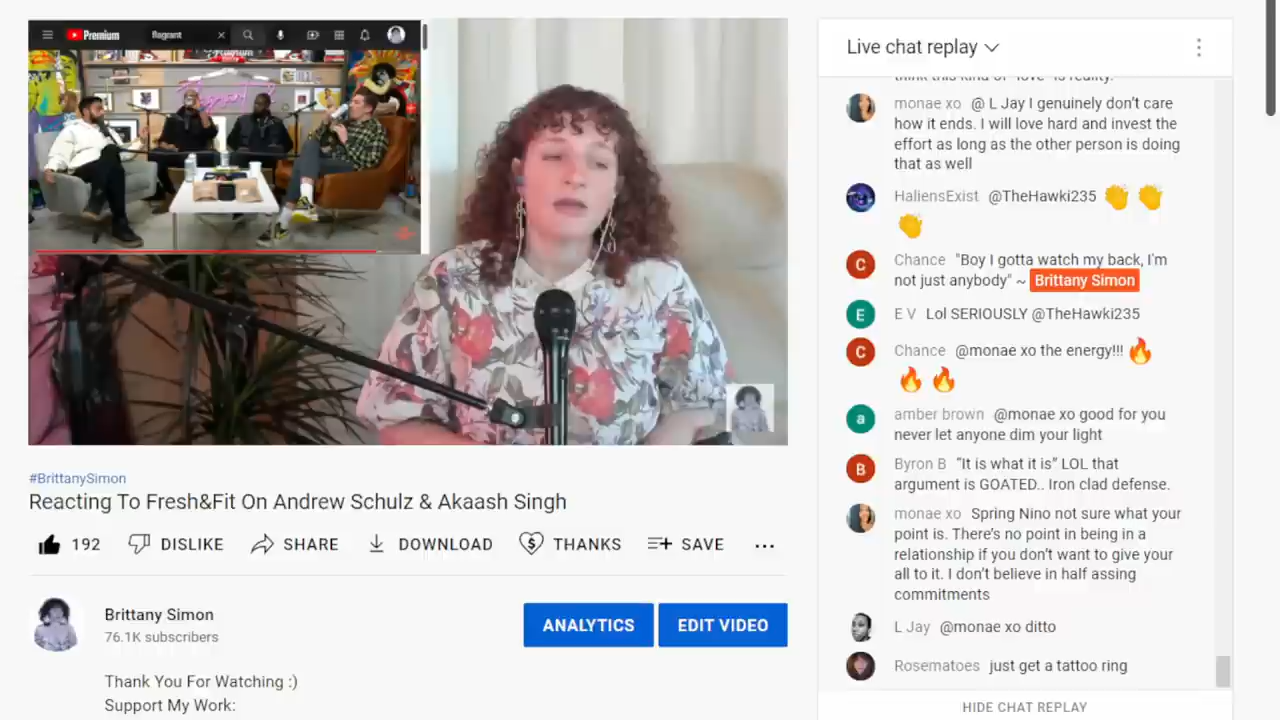 Premium
flagrant
#BrittanySimon
Reacting To Fresh&Fit On Andrew Schulz & Akaash Singh
192
DISLIKE
SHARE
DOWNLOAD
THANKS
SAVE
Brittany Simon
76.1K subscribers
ANALYTICS
EDIT VIDEO
Thank You For Watching :)
Support My Work:
Live chat replay
think this kind of "love" is reality.
monae xo @ L Jay I genuinely don't care
how it ends. I will love hard and invest the
effort as long as the other person is doing
that as well
HaliensExist @TheHawki235 👏 👏
👏
C
Chance "Boy I gotta watch my back, I'm
not just anybody" ~ Brittany Simon
E
E V Lol SERIOUSLY @TheHawki235
C
Chance @monae xo the energy!!! 🔥
🔥 🔥
a
amber brown @monae xo good for you
never let anyone dim your light
B
Byron B “It is what it is” LOL that
argument is GOATED.. Iron clad defense.
monae xo Spring Nino not sure what your
point is. There’s no point in being in a
relationship if you don’t want to give your
all to it. I don’t believe in half assing
commitments
L Jay @monae xo ditto
Rosematoes just get a tattoo ring
HIDE CHAT REPLAY